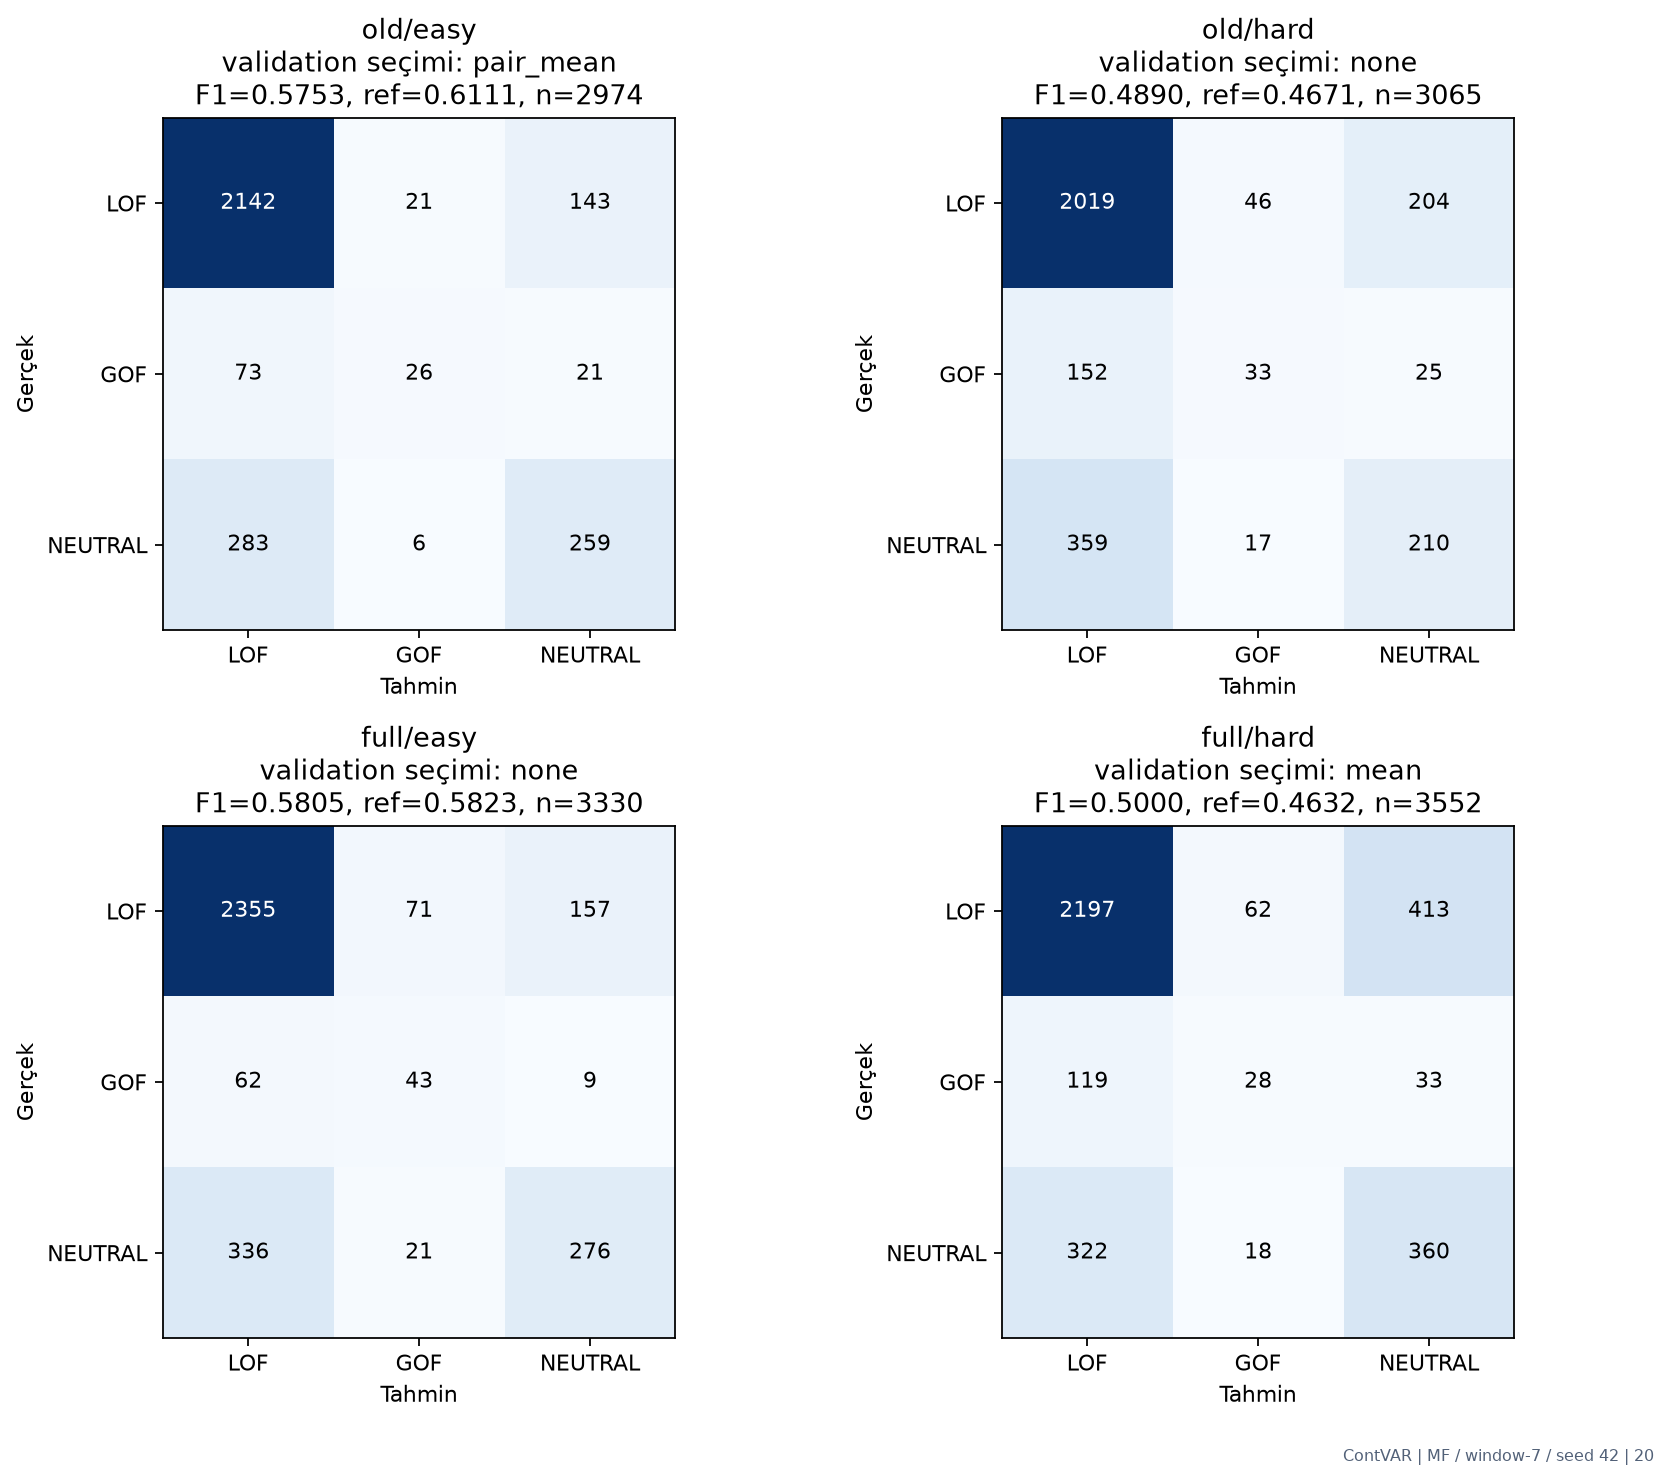 old/easy
validation seçimi: pair_mean
F1=0.5753, ref=0.6111, n=2974
Gerçek
LOF 2142 21 143
GOF 73 26 21
NEUTRAL 283 6 259
LOF GOF NEUTRAL
Tahmin
old/hard
validation seçimi: none
F1=0.4890, ref=0.4671, n=3065
Gerçek
LOF 2019 46 204
GOF 152 33 25
NEUTRAL 359 17 210
LOF GOF NEUTRAL
Tahmin
full/easy
validation seçimi: none
F1=0.5805, ref=0.5823, n=3330
Gerçek
LOF 2355 71 157
GOF 62 43 9
NEUTRAL 336 21 276
LOF GOF NEUTRAL
Tahmin
full/hard
validation seçimi: mean
F1=0.5000, ref=0.4632, n=3552
Gerçek
LOF 2197 62 413
GOF 119 28 33
NEUTRAL 322 18 360
LOF GOF NEUTRAL
Tahmin
ContVAR | MF / window-7 / seed 42 | 20